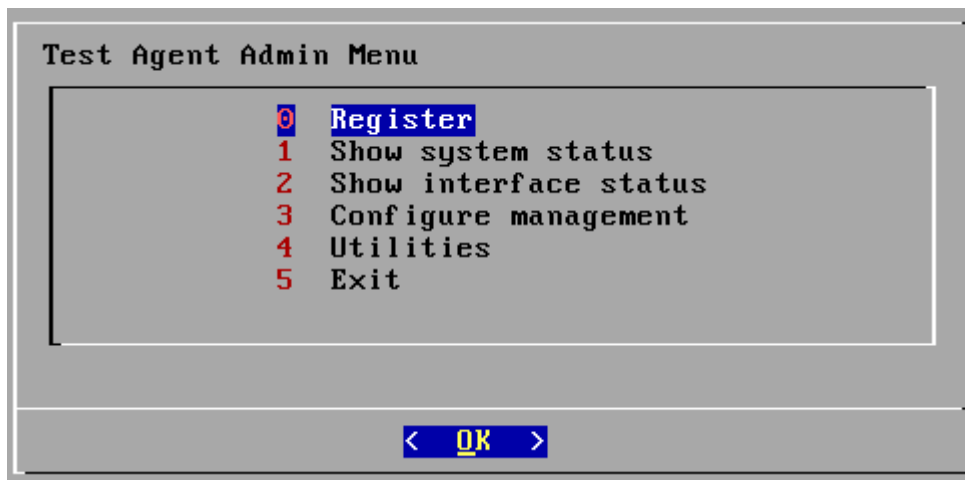 Test Agent Admin Menu
0 Register
1 Show system status
2 Show interface status
3 Configure management
4 Utilities
5 Exit
< OK >